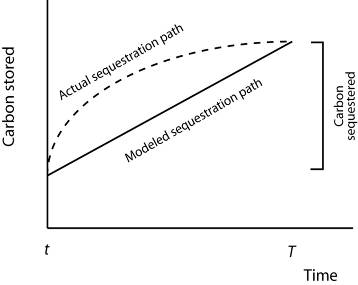 Carbon stored
Actual sequestration path
Modeled sequestration path
Carbon
sequestered
t
T
Time